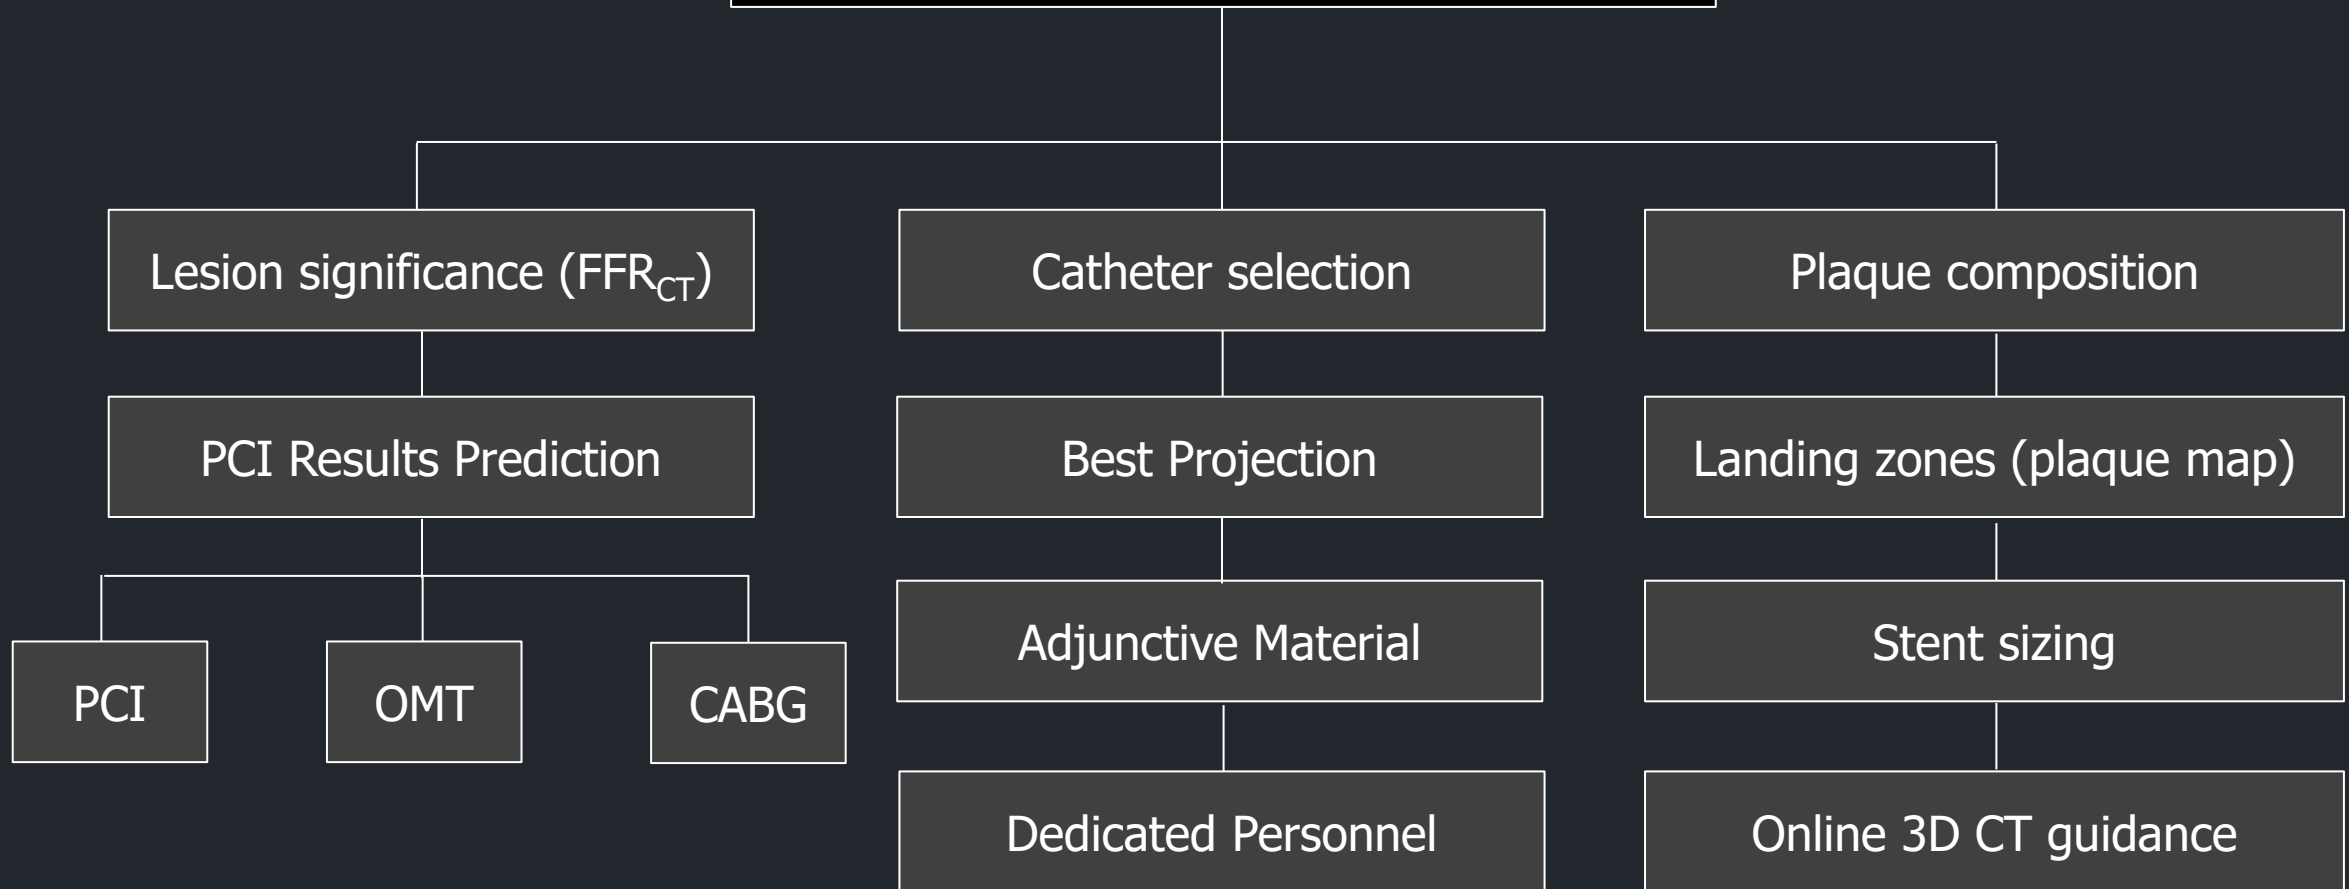 Lesion significance (FFRCT)
Catheter selection
Plaque composition
PCI Results Prediction
Best Projection
Landing zones (plaque map)
Adjunctive Material
Stent sizing
PCI
OMT
CABG
Dedicated Personnel
Online 3D CT guidance